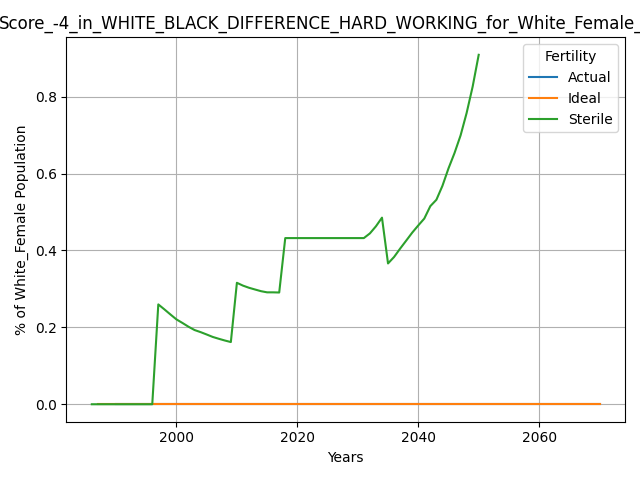 Score_-4_in_WHITE_BLACK_DIFFERENCE_HARD_WORKING_for_White_Female_
Fertility
Actual
Ideal
Sterile
% of White_Female Population
0.8
0.6
0.4
0.2
0.0
2000 2020 2040 2060
Years